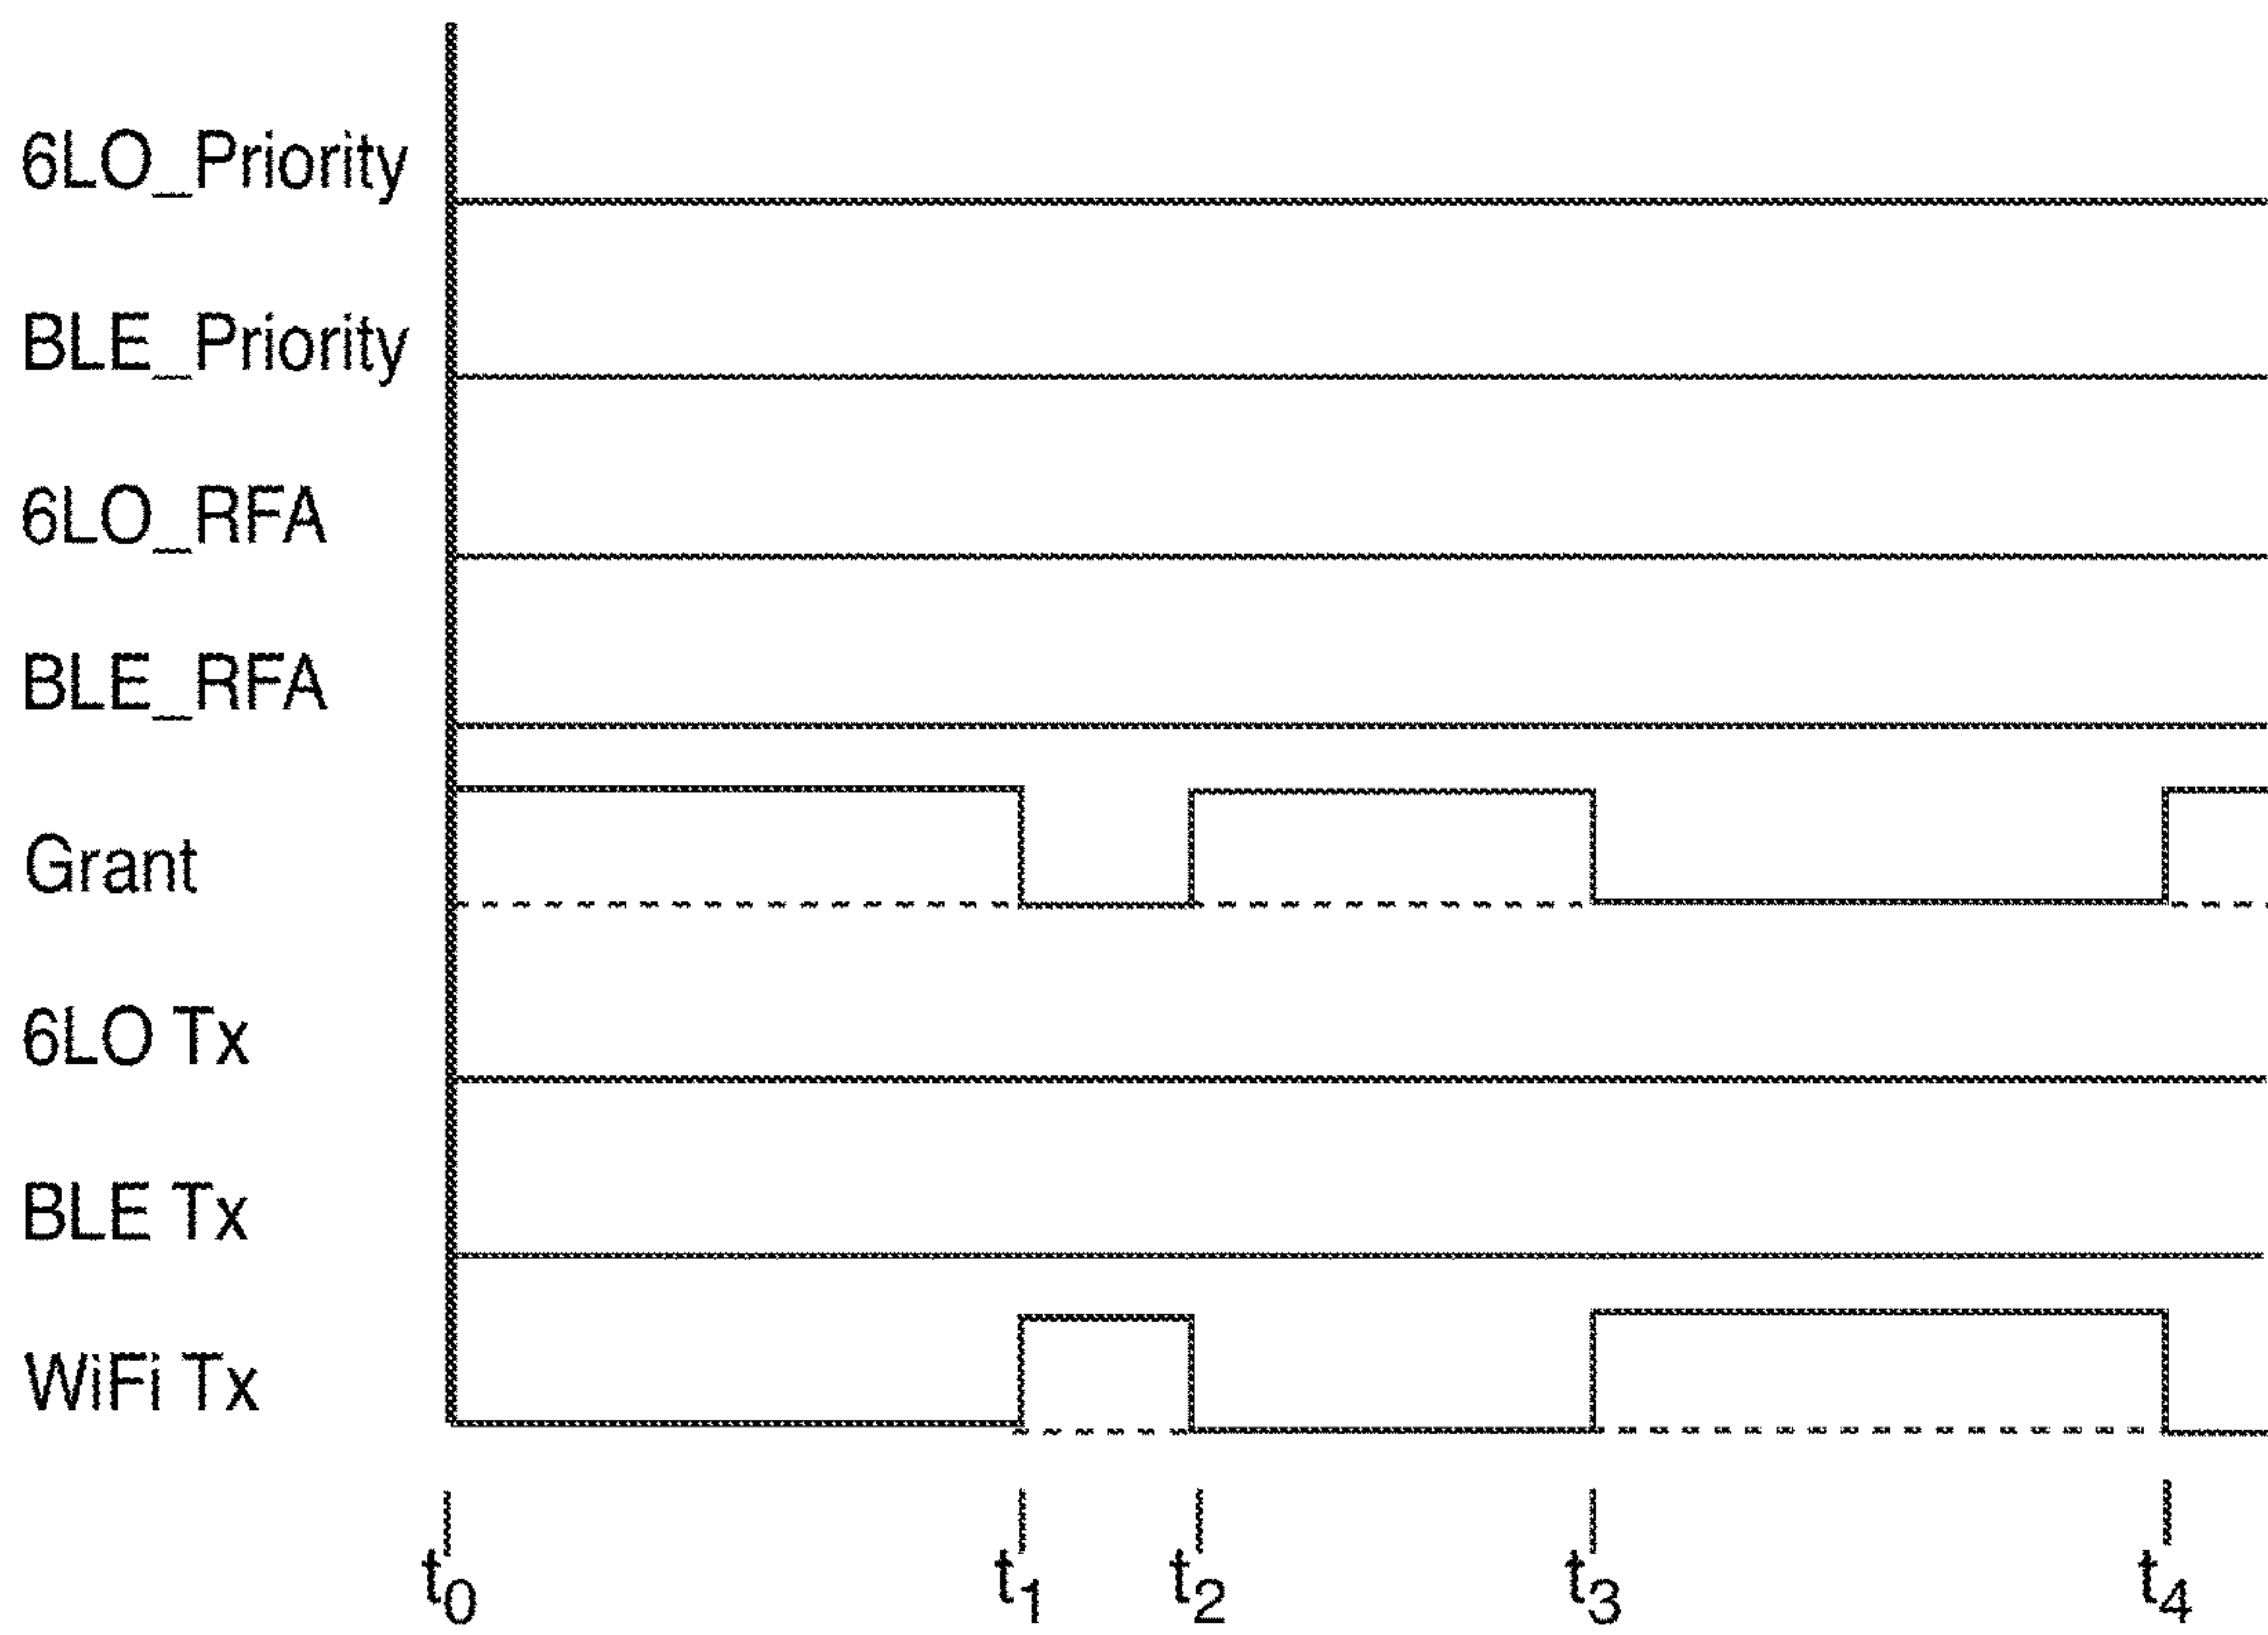 6LO_Priority
BLE_Priority
6LO_RFA
BLE_RFA
Grant
6LO Tx
BLE Tx
WiFi Tx
t0 t1 t2 t3 t4